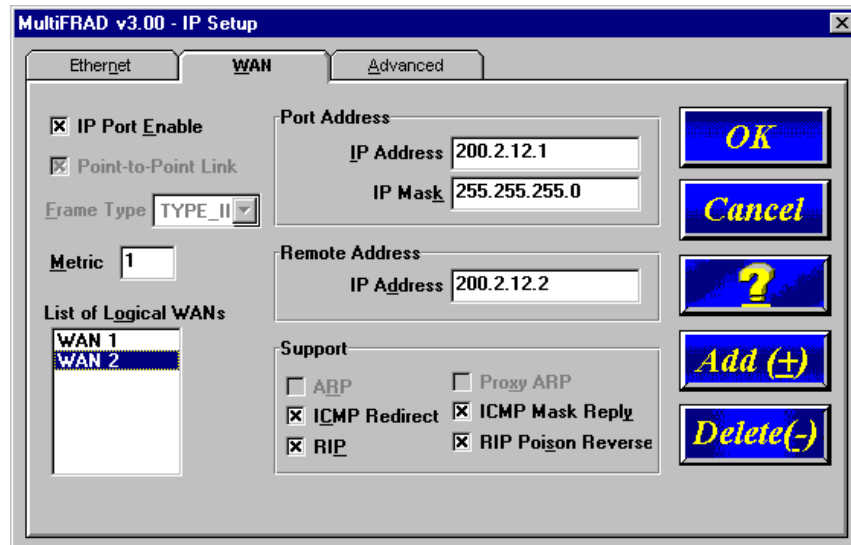 MultiFRAD v3.00 - IP Setup
Ethernet
WAN
Advanced
IP Port Enable
Point-to-Point Link
Frame Type TYPE_II
Metric 1
List of Logical WANs
WAN 1
WAN 2
Port Address
IP Address 200.2.12.1
IP Mask 255.255.255.0
Remote Address
IP Address 200.2.12.2
Support
ARP
Proxy ARP
ICMP Redirect
ICMP Mask Reply
RIP
RIP Poison Reverse
OK
Cancel
?
Add (+)
Delete(-)